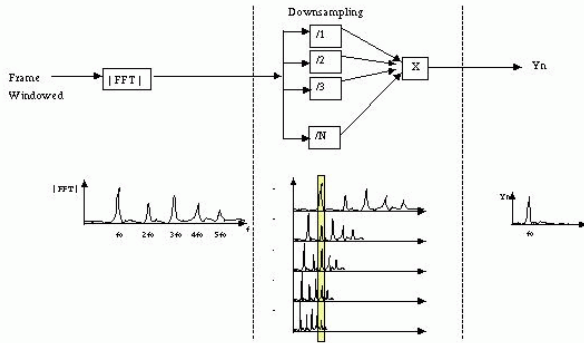 Downsampling
/1
/2
/3
/N
Frame
Windowed
|FFT|
X
Yn
|FFT|
f0 2f0 3f0 4f0 5f0 f
Yn
f0